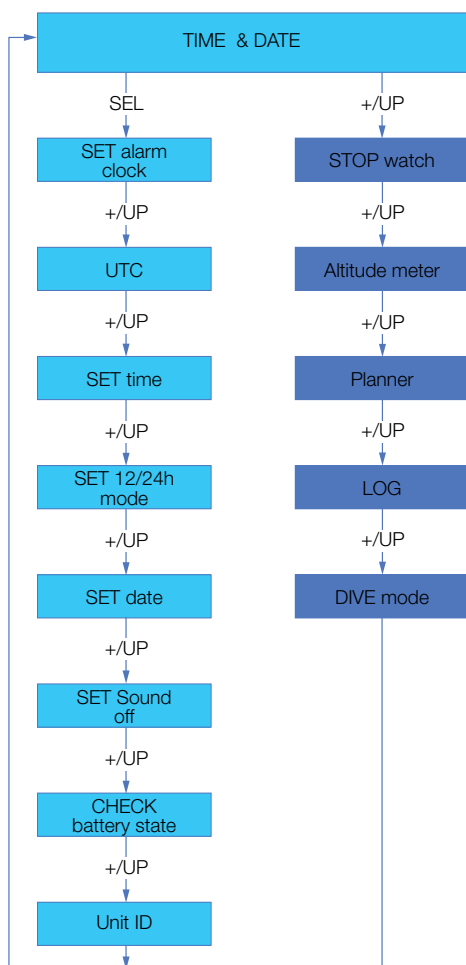 TIME & DATE
SEL
+/UP
SET alarm
clock
STOP watch
+/UP
+/UP
UTC
Altitude meter
+/UP
+/UP
SET time
Planner
+/UP
+/UP
SET 12/24h
mode
LOG
+/UP
+/UP
SET date
DIVE mode
+/UP
SET Sound
off
+/UP
CHECK
battery state
+/UP
Unit ID